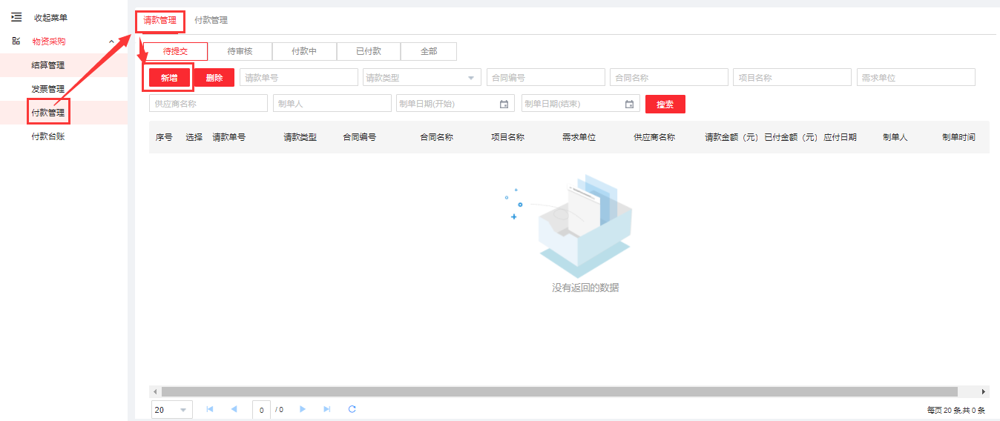 收起菜单
物资采购
结算管理
发票管理
付款管理
付款台账
请款管理 付款管理
待提交 待审核 付款中 已付款 全部
新增 删除 请款单号 请款类型 合同编号 合同名称 项目名称 需求单位
供应商名称 制单人 制单日期(开始) 制单日期(结束) 搜索
序号 选择 请款单号 请款类型 合同编号 合同名称 项目名称 需求单位 供应商名称 请款金额（元） 已付金额（元） 应付日期 制单人 制单时间
没有返回的数据
20 0 / 0 每页 20 条,共 0 条